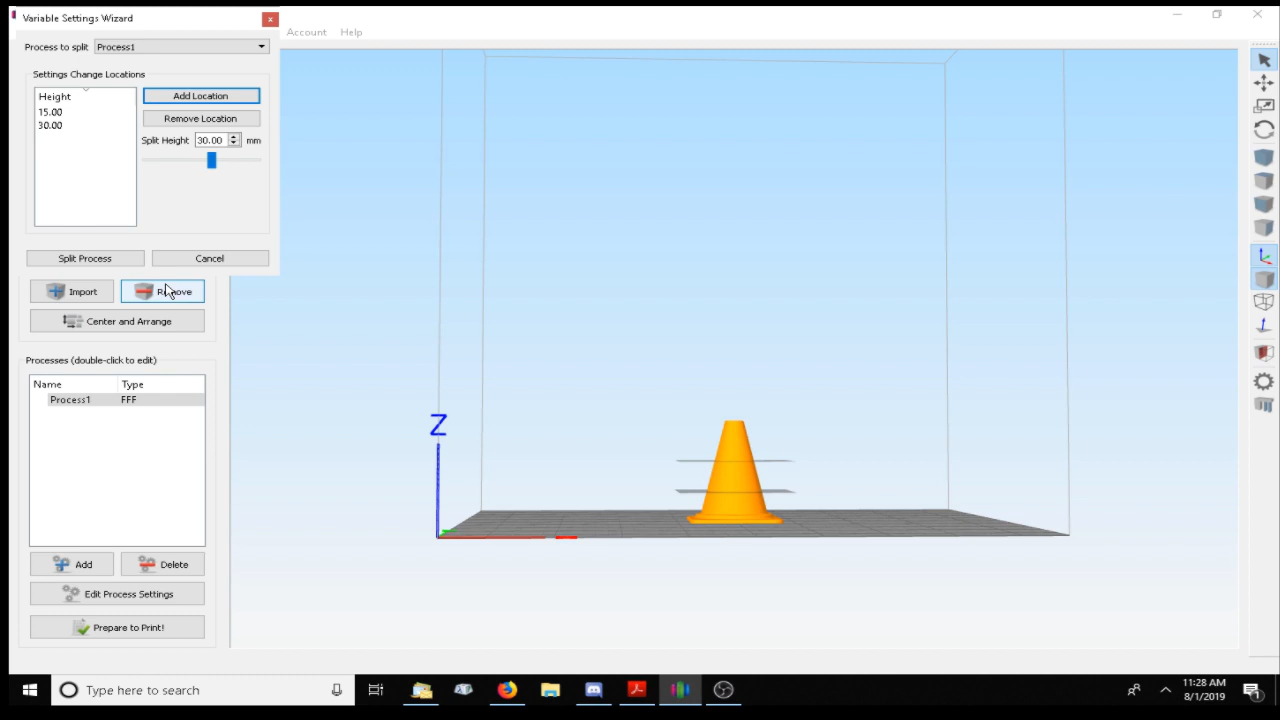 Variable Settings Wizard
Account Help
Process to split Process1
Settings Change Locations
Height
15.00
30.00
Add Location
Remove Location
Split Height 30.00 mm
Split Process Cancel
Import Remove
Center and Arrange
Processes (double-click to edit)
Name Type
Process1 FFF
Add Delete
Edit Process Settings
Prepare to Print!
Z
Type here to search
11:28 AM
8/1/2019
1